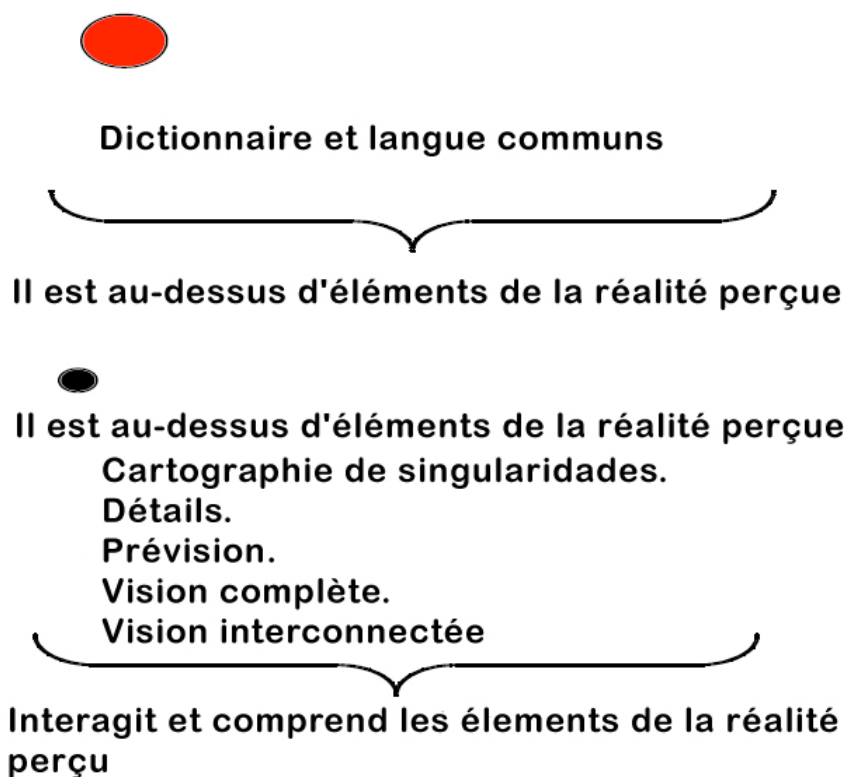 Dictionnaire et langue communs
Il est au-dessus d'éléments de la réalité perçue
Il est au-dessus d'éléments de la réalité perçue
Cartographie de singularidades.
Détails.
Prévision.
Vision complète.
Vision interconnectée
Interagit et comprend les élements de la réalité
perçu